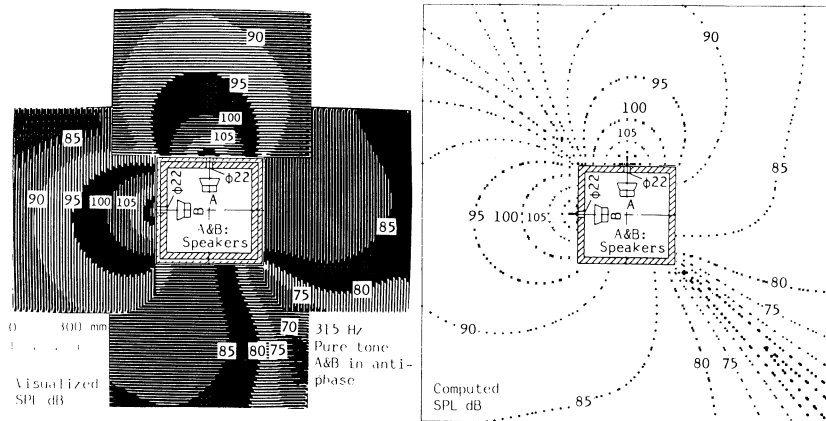 90
95
100
105
85
90
95
100
105
φ22
φ22
A
B
A&B:
Speakers
85
75
70
85
80
75
0 300 mm
315 Hz
Pure tone
A&B in anti-
phase
Visualized
SPL dB
90
95
100
105
85
φ22
φ22
A
B
95
100
105
A&B:
Speakers
80
75
90
80
75
85
Computed
SPL dB